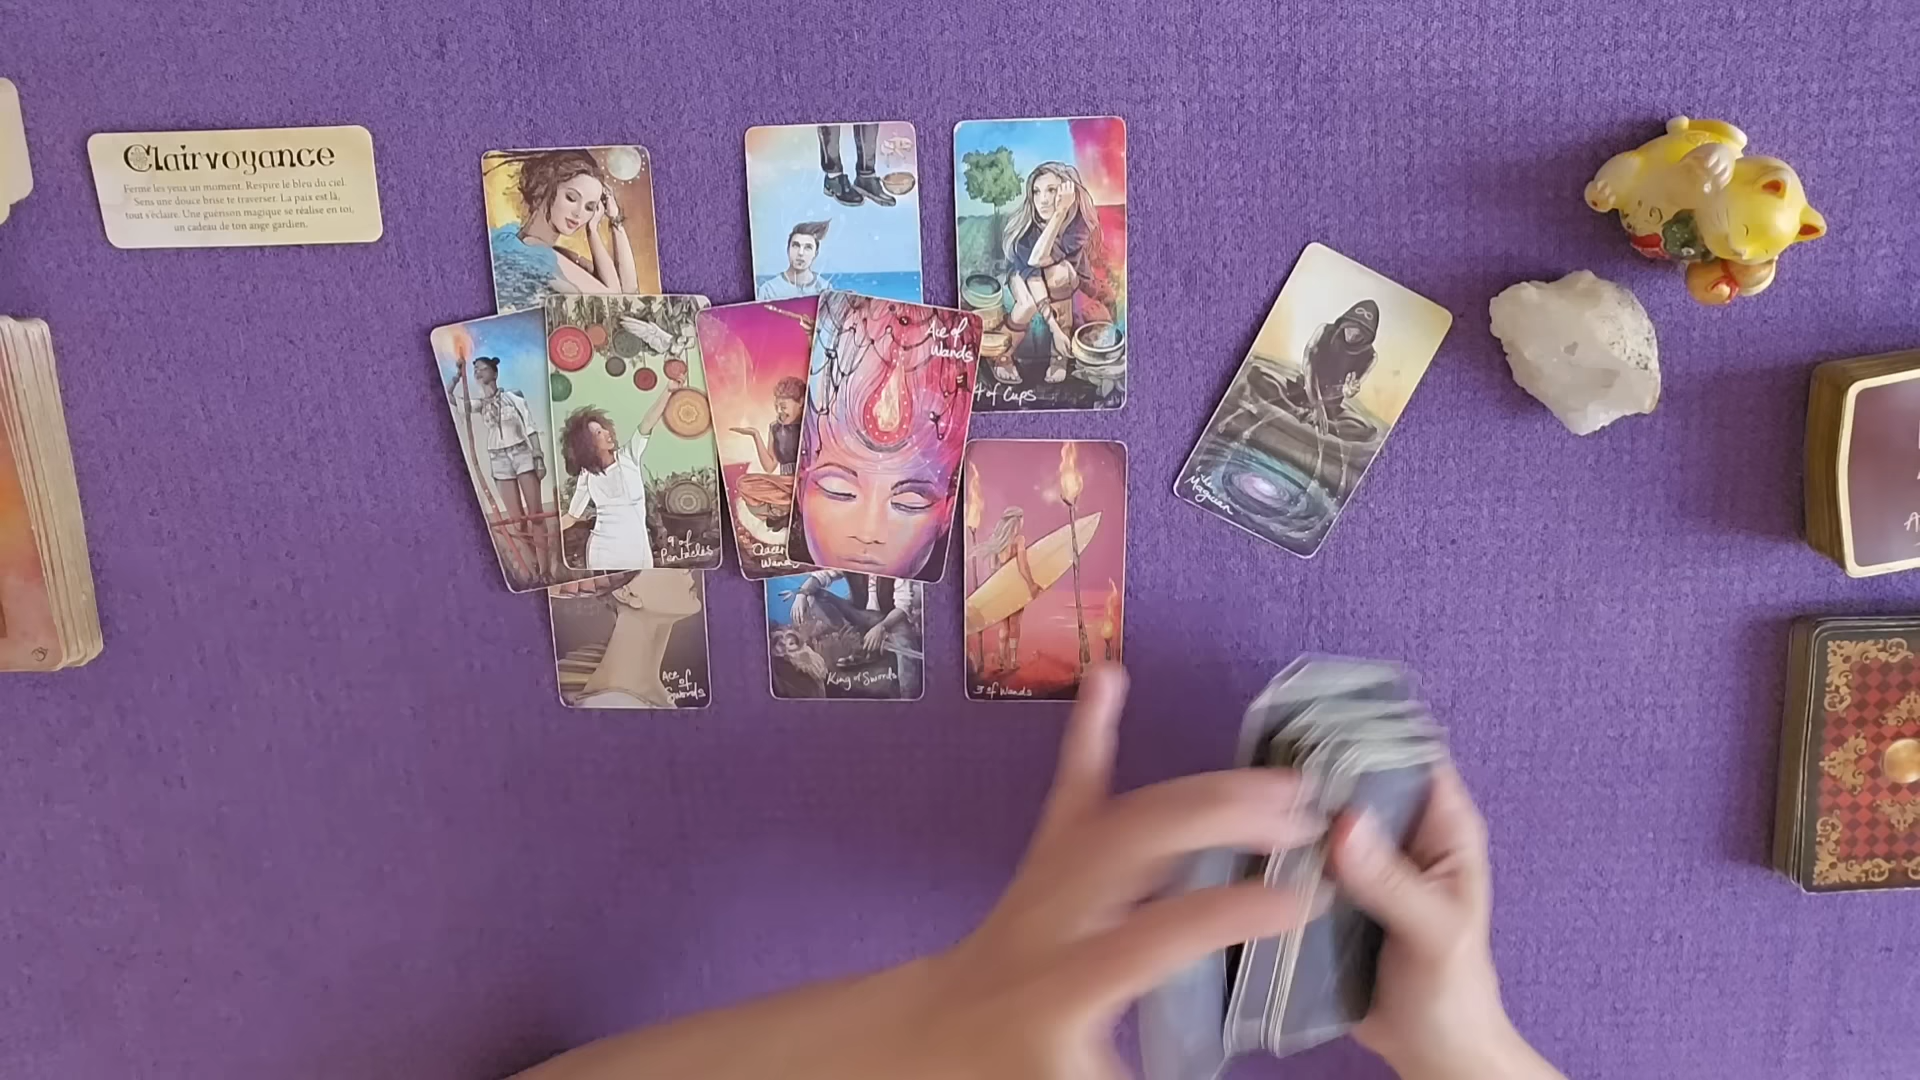 Clairvoyance
Ferme les yeux un moment. Respire le bleu du ciel.
Sens une douce brise te traverser. La paix est là,
tout s'éclaire. Une guérison magique se réalise en toi,
un cadeau de ton ange gardien.
Ace of
Wands
4 of Cups
9 of
Pentacles
Queen
Wands
The
Magician
Ace
of
Swords
King of Swords
3 of Wands